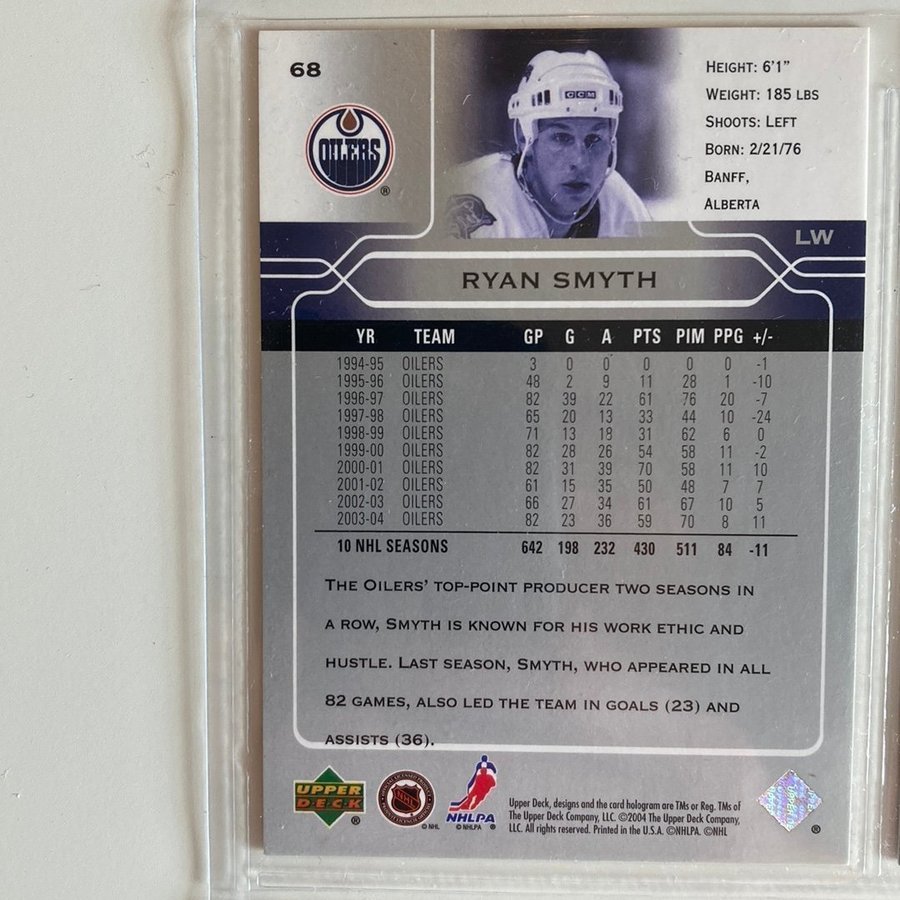 68
OILERS
®
CCM
HEIGHT: 6'1"
WEIGHT: 185 LBS
SHOOTS: LEFT
BORN: 2/21/76
BANFF,
ALBERTA
LW
RYAN SMYTH
YR TEAM GP G A PTS PIM PPG +/-
1994-95 OILERS 3 0 0 0 0 0 -1
1995-96 OILERS 48 2 9 11 28 1 -10
1996-97 OILERS 82 39 22 61 76 20 -7
1997-98 OILERS 65 20 13 33 44 10 -24
1998-99 OILERS 71 13 18 31 62 6 0
1999-00 OILERS 82 28 26 54 58 11 -2
2000-01 OILERS 82 31 39 70 58 11 10
2001-02 OILERS 61 15 35 50 48 7 7
2002-03 OILERS 66 27 34 61 67 10 5
2003-04 OILERS 82 23 36 59 70 8 11
10 NHL SEASONS 642 198 232 430 511 84 -11
THE OILERS' TOP-POINT PRODUCER TWO SEASONS IN
A ROW, SMYTH IS KNOWN FOR HIS WORK ETHIC AND
HUSTLE. LAST SEASON, SMYTH, WHO APPEARED IN ALL
82 GAMES, ALSO LED THE TEAM IN GOALS (23) AND
ASSISTS (36).
UPPER
DECK
®
NHL
© NHL
NHLPA
© NHLPA
Upper Deck, designs and the card hologram are TMs or Reg. TMs of
The Upper Deck Company, LLC. ©2004 The Upper Deck Company,
LLC. All rights reserved. Printed in the U.S.A. ©NHLPA. ©NHL
®